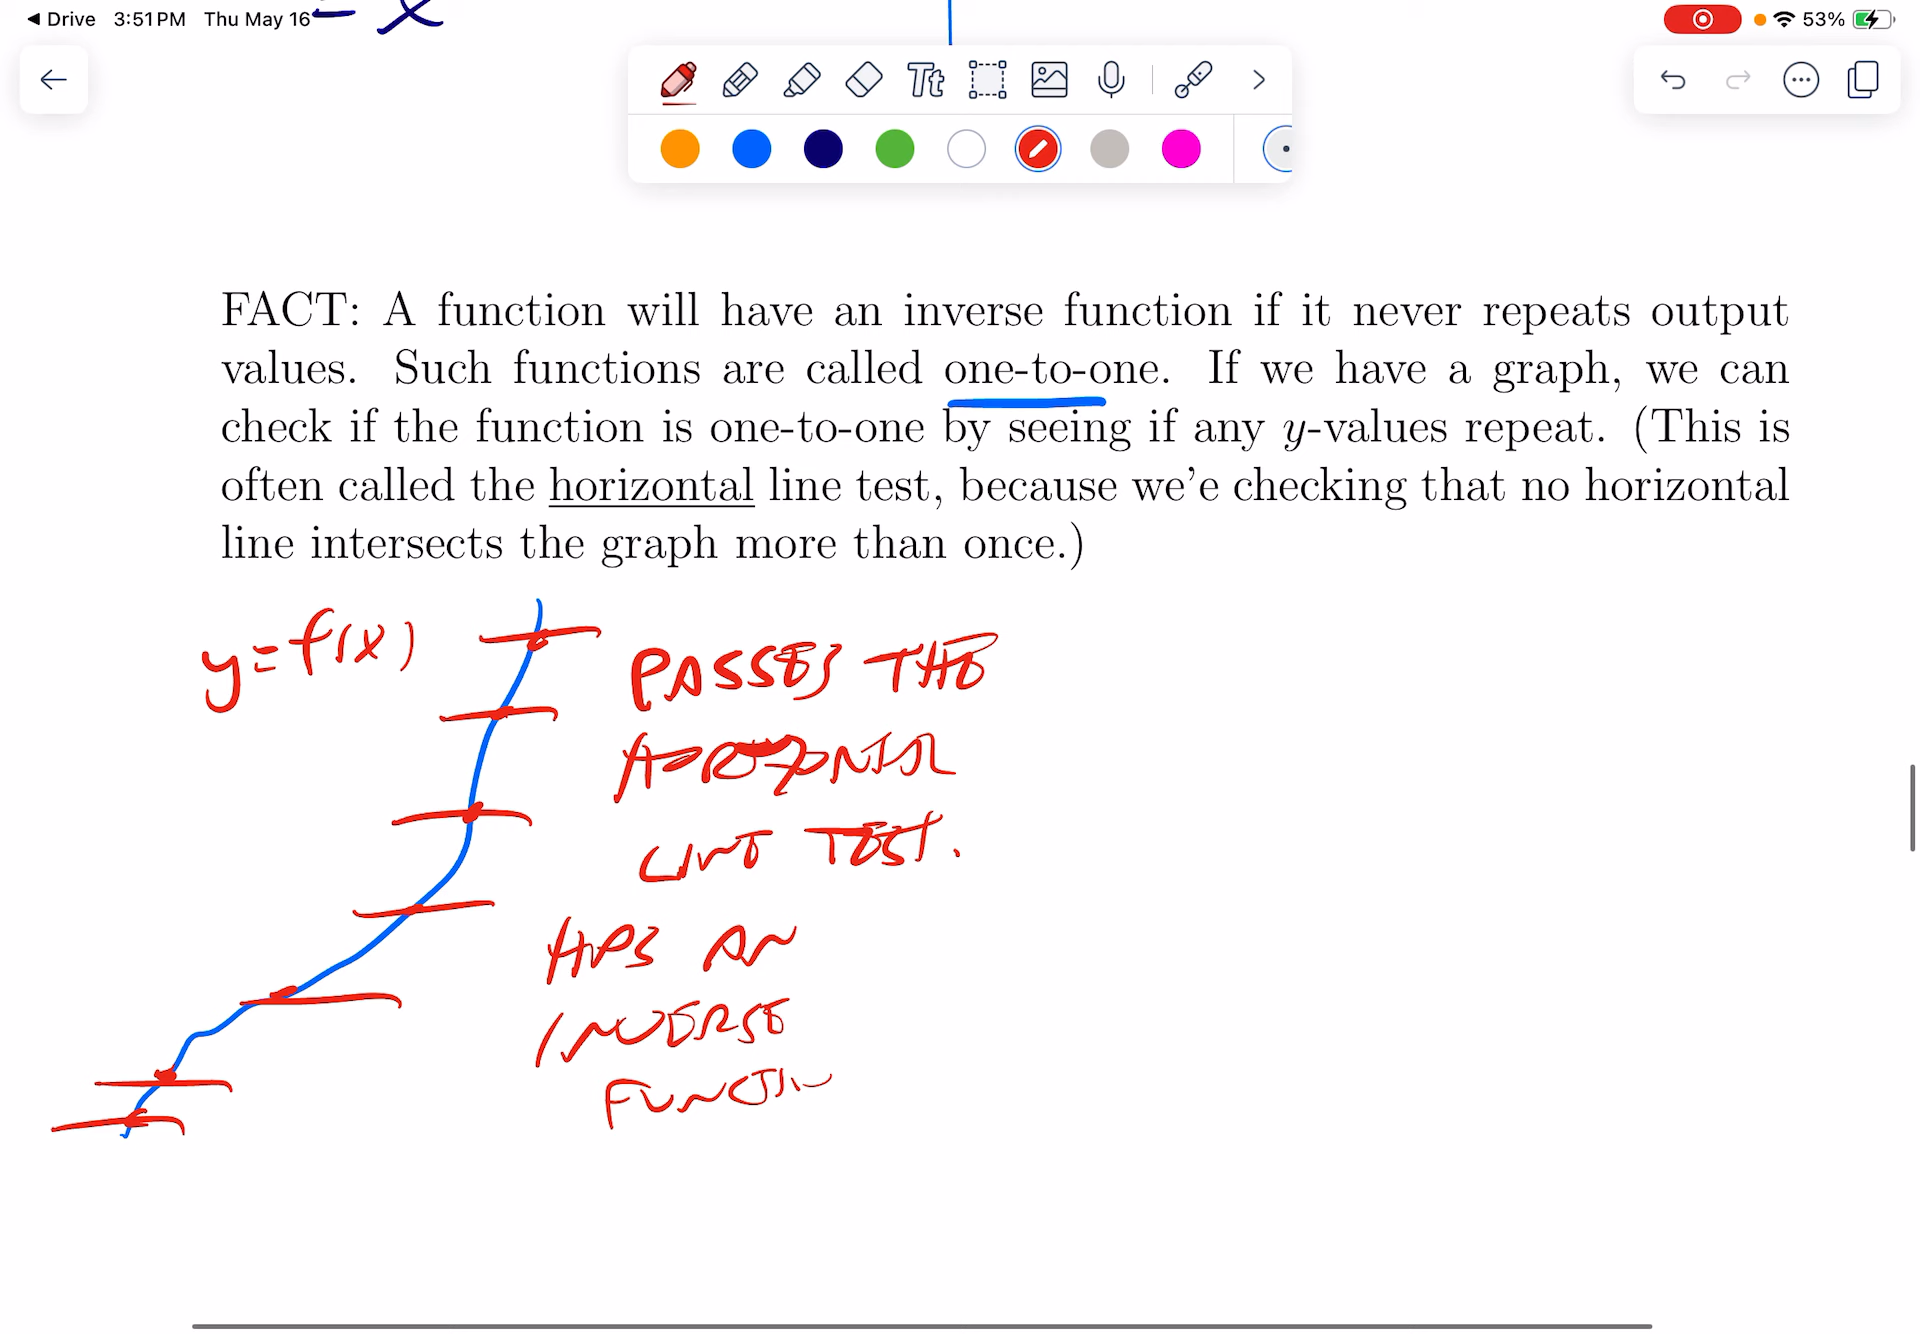 Drive 3:51 PM Thu May 16
= x
53%
Tt
FACT: A function will have an inverse function if it never repeats output
values. Such functions are called one-to-one. If we have a graph, we can
check if the function is one-to-one by seeing if any y-values repeat. (This is
often called the horizontal line test, because we'e checking that no horizontal
line intersects the graph more than once.)
y=f(x)
PASSES THE
LINE TEST.
HAS AN
INVERSE